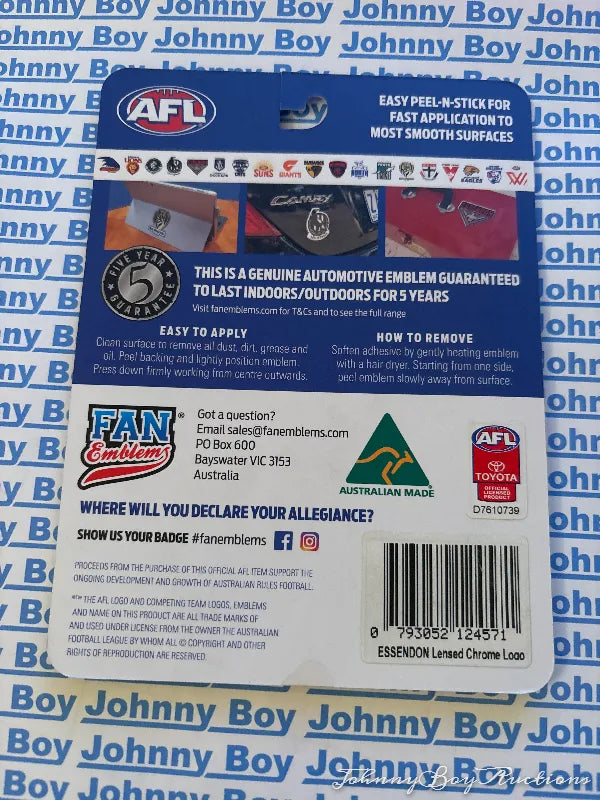 Johnny Boy Johnny Boy Johnny Boy
AFL
EASY PEEL-N-STICK FOR
FAST APPLICATION TO
MOST SMOOTH SURFACES
SUNS
GIANTS
HAWKS
NORTH
EAGLES
CAMRY
FIVE YEAR
5
GUARANTEE
THIS IS A GENUINE AUTOMOTIVE EMBLEM GUARANTEED
TO LAST INDOORS/OUTDOORS FOR 5 YEARS
Visit fanemblems.com for T&Cs and to see the full range
EASY TO APPLY
Clean surface to remove all dust, dirt, grease and
oil. Peel backing and lightly position emblem.
Press down firmly working from centre outwards.
HOW TO REMOVE
Soften adhesive by gently heating emblem
with a hair dryer. Starting from one side,
peel emblem slowly away from surface.
FAN
Emblems®
Got a question?
Email sales@fanemblems.com
PO Box 600
Bayswater VIC 3153
Australia
AUSTRALIAN MADE
AFL
TOYOTA
OFFICIAL
LICENSED
PRODUCT
D7610739
WHERE WILL YOU DECLARE YOUR ALLEGIANCE?
SHOW US YOUR BADGE #fanemblems
PROCEEDS FROM THE PURCHASE OF THIS OFFICIAL AFL ITEM SUPPORT THE
ONGOING DEVELOPMENT AND GROWTH OF AUSTRALIAN RULES FOOTBALL.
THE AFL LOGO AND COMPETING TEAM LOGOS, EMBLEMS
AND NAME ON THIS PRODUCT ARE ALL TRADE MARKS OF
AND USED UNDER LICENSE FROM THE OWNER THE AUSTRALIAN
FOOTBALL LEAGUE BY WHOM ALL © COPYRIGHT AND OTHER
RIGHTS OF REPRODUCTION ARE RESERVED.
0 793052 124571
ESSENDON Lensed Chrome Logo
Boy Johnny Boy Johnny Boy Johnny
JohnnyBoyAuctions